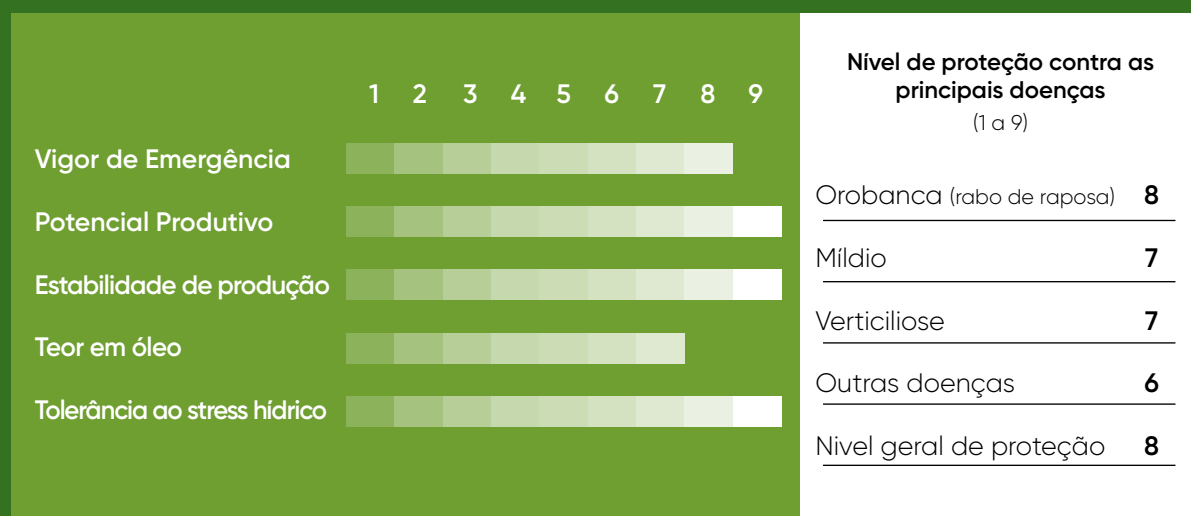 1 2 3 4 5 6 7 8 9
Vigor de Emergência
Potencial Produtivo
Estabilidade de produção
Teor em óleo
Tolerância ao stress hídrico
Nível de proteção contra as
principais doenças
(1 a 9)
Orobanca (rabo de raposa) 8
Míldio 7
Verticiliose 7
Outras doenças 6
Nivel geral de proteção 8